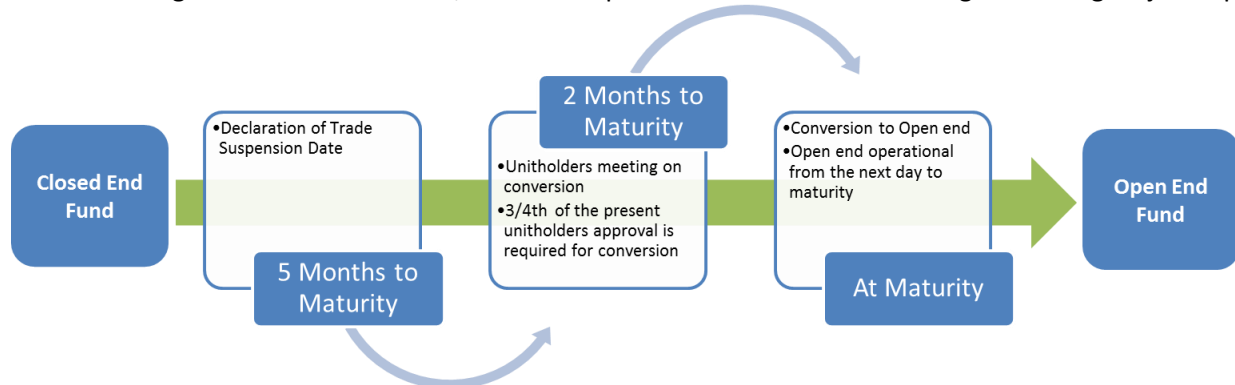 Closed End
Fund
•Declaration of Trade
Suspension Date
5 Months to
Maturity
2 Months to
Maturity
•Unitholders meeting on
conversion
•3/4th of the present
unitholders approval is
required for conversion
•Conversion to Open end
•Open end operational
from the next day to
maturity
At Maturity
Open End
Fund